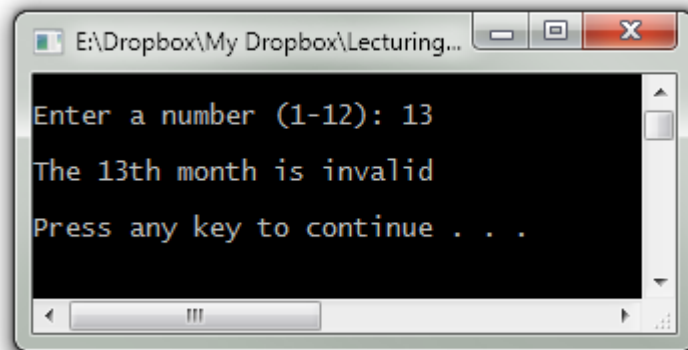 E:\Dropbox\My Dropbox\Lecturing...
Enter a number (1-12): 13
The 13th month is invalid
Press any key to continue . . .